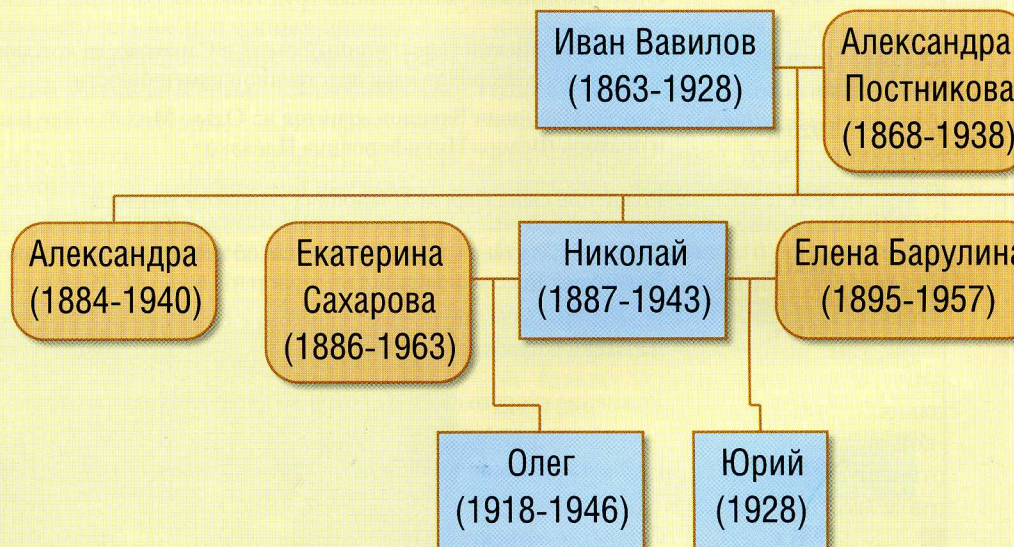 Иван Вавилов
(1863-1928)
Александра
Постникова
(1868-1938)
Александра
(1884-1940)
Екатерина
Сахарова
(1886-1963)
Николай
(1887-1943)
Елена Барулина
(1895-1957)
Олег
(1918-1946)
Юрий
(1928)